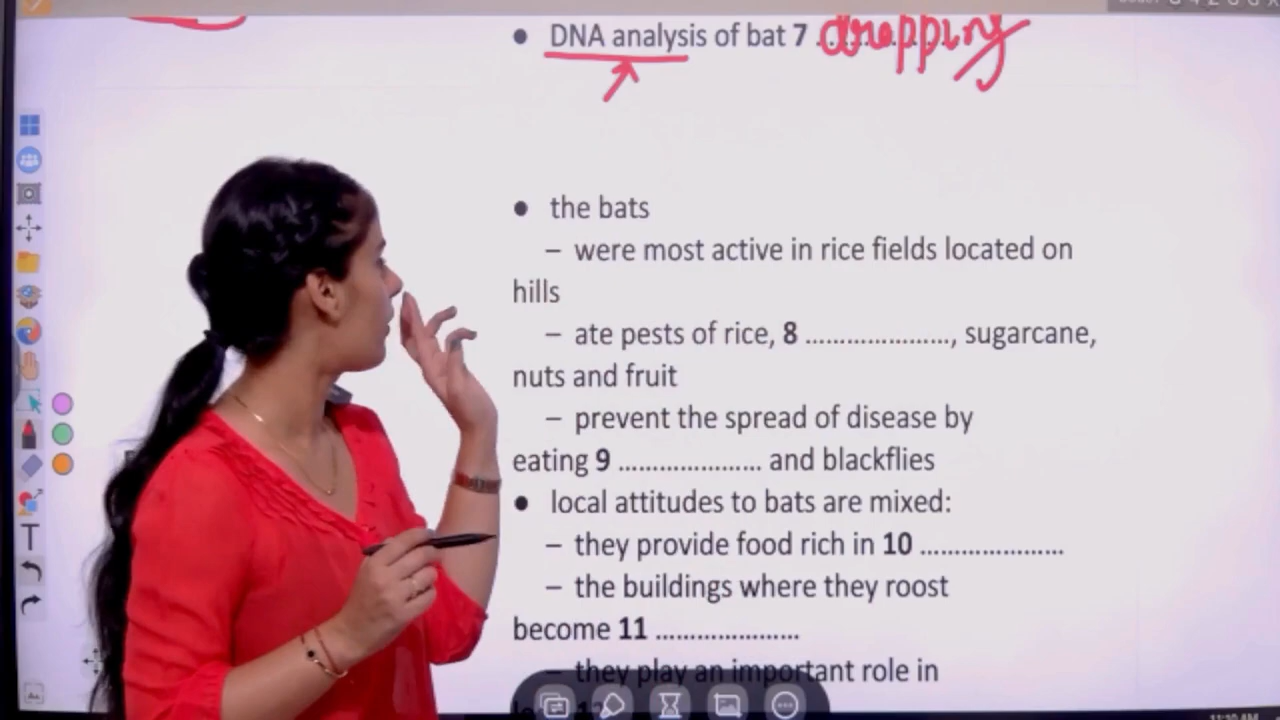 • DNA analysis of bat 7 ........ dropping
• the bats
– were most active in rice fields located on
hills
– ate pests of rice, 8 ......................, sugarcane,
nuts and fruit
– prevent the spread of disease by
eating 9 ...................... and blackflies
• local attitudes to bats are mixed:
– they provide food rich in 10 ......................
– the buildings where they roost
become 11 ......................
– they play an important role in
T